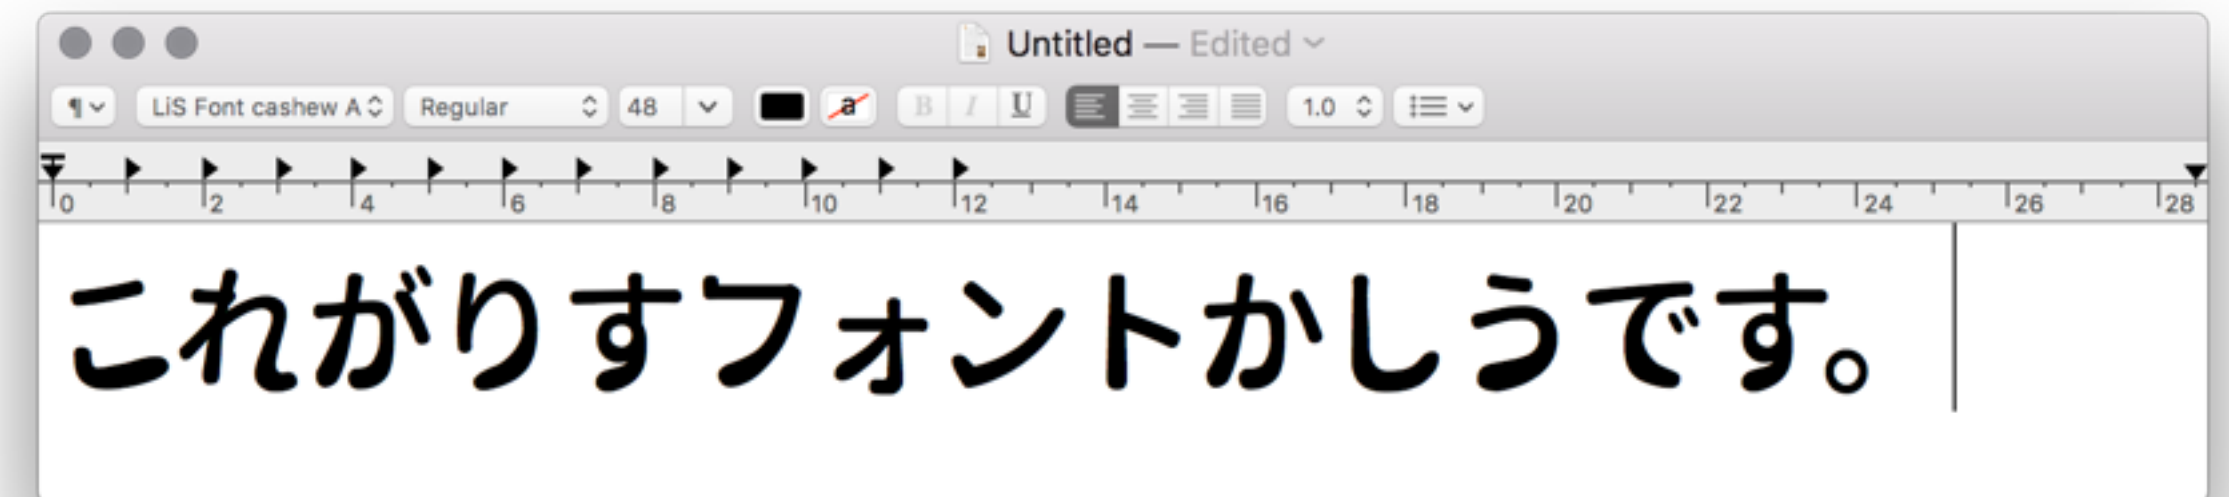 Untitled — Edited
¶ LiS Font cashew A Regular 48 a B I U 1.0
0 2 4 6 8 10 12 14 16 18 20 22 24 26 28
これがりすフォントかしうです。